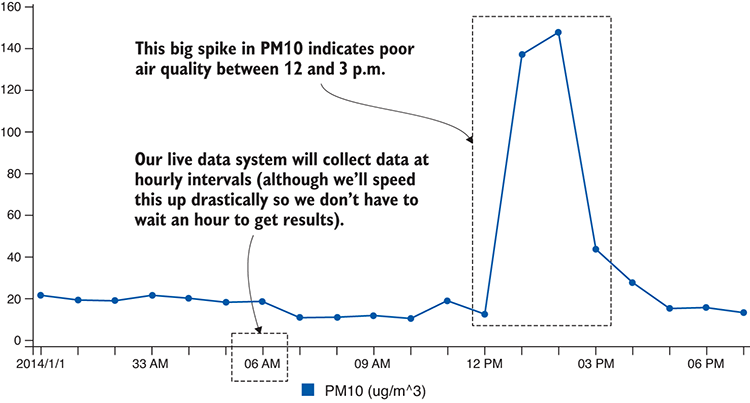 160
140
120
100
80
60
40
20
0
This big spike in PM10 indicates poor
air quality between 12 and 3 p.m.
Our live data system will collect data at
hourly intervals (although we’ll speed
this up drastically so we don’t have to
wait an hour to get results).
2014/1/1 33 AM 06 AM 09 AM 12 PM 03 PM 06 PM
PM10 (ug/m^3)